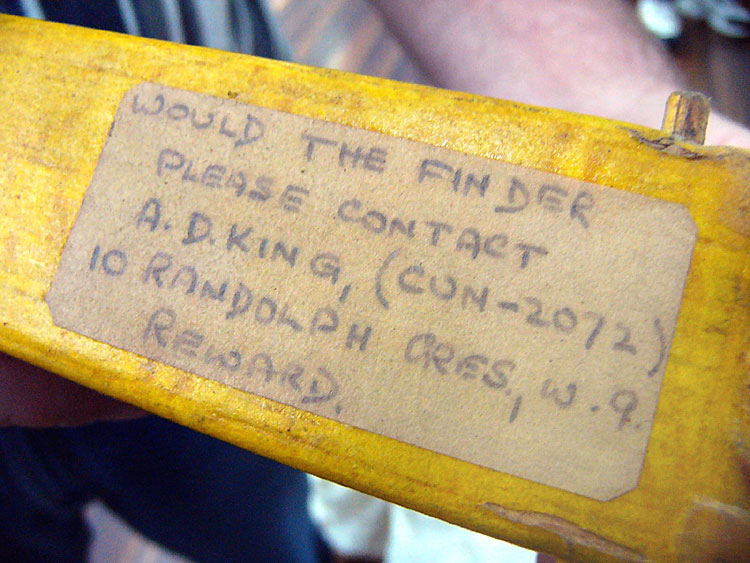 WOULD THE FINDER
PLEASE CONTACT
A.D.KING, (CUN-2072)
10 RANDOLPH CRES., W.9.
REWARD.